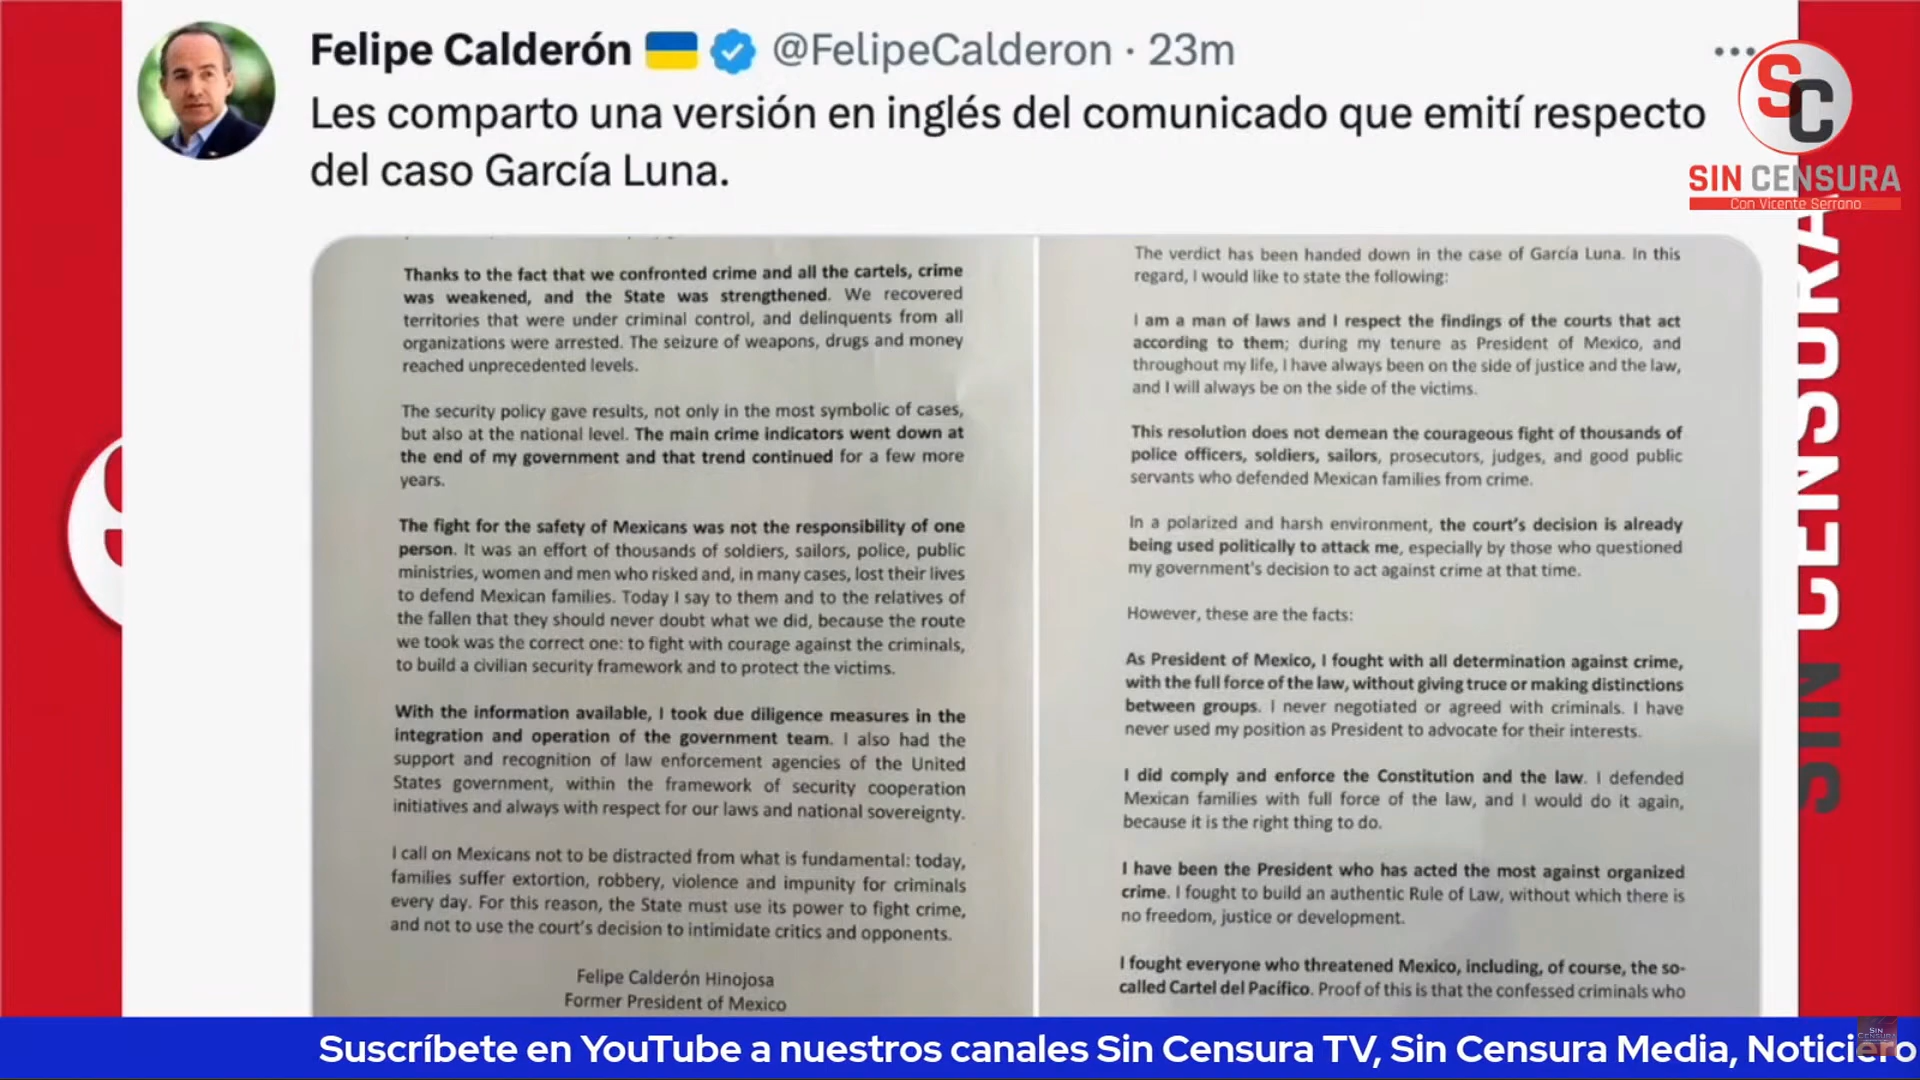 Felipe Calderón @FelipeCalderon · 23m
Les comparto una versión en inglés del comunicado que emití respecto
del caso García Luna.
SC
SIN CENSURA
Con Vicente Serrano
Thanks to the fact that we confronted crime and all the cartels, crime
was weakened, and the State was strengthened. We recovered
territories that were under criminal control, and delinquents from all
organizations were arrested. The seizure of weapons, drugs and money
reached unprecedented levels.
The security policy gave results, not only in the most symbolic of cases,
but also at the national level. The main crime indicators went down at
the end of my government and that trend continued for a few more
years.
The fight for the safety of Mexicans was not the responsibility of one
person. It was an effort of thousands of soldiers, sailors, police, public
ministries, women and men who risked and, in many cases, lost their lives
to defend Mexican families. Today I say to them and to the relatives of
the fallen that they should never doubt what we did, because the route
we took was the correct one: to fight with courage against the criminals,
to build a civilian security framework and to protect the victims.
With the information available, I took due diligence measures in the
integration and operation of the government team. I also had the
support and recognition of law enforcement agencies of the United
States government, within the framework of security cooperation
initiatives and always with respect for our laws and national sovereignty.
I call on Mexicans not to be distracted from what is fundamental: today,
families suffer extortion, robbery, violence and impunity for criminals
every day. For this reason, the State must use its power to fight crime,
and not to use the court's decision to intimidate critics and opponents.
Felipe Calderón Hinojosa
Former President of Mexico
The verdict has been handed down in the case of García Luna. In this
regard, I would like to state the following:
I am a man of laws and I respect the findings of the courts that act
according to them; during my tenure as President of Mexico, and
throughout my life, I have always been on the side of justice and the law,
and I will always be on the side of the victims.
This resolution does not demean the courageous fight of thousands of
police officers, soldiers, sailors, prosecutors, judges, and good public
servants who defended Mexican families from crime.
In a polarized and harsh environment, the court's decision is already
being used politically to attack me, especially by those who questioned
my government's decision to act against crime at that time.
However, these are the facts:
As President of Mexico, I fought with all determination against crime,
with the full force of the law, without giving truce or making distinctions
between groups. I never negotiated or agreed with criminals. I have
never used my position as President to advocate for their interests.
I did comply and enforce the Constitution and the law. I defended
Mexican families with full force of the law, and I would do it again,
because it is the right thing to do.
I have been the President who has acted the most against organized
crime. I fought to build an authentic Rule of Law, without which there is
no freedom, justice or development.
I fought everyone who threatened Mexico, including, of course, the so-
called Cartel del Pacífico. Proof of this is that the confessed criminals who
SIN CENSURA
Suscríbete en YouTube a nuestros canales Sin Censura TV, Sin Censura Media, Noticiero
SIN CENSURA